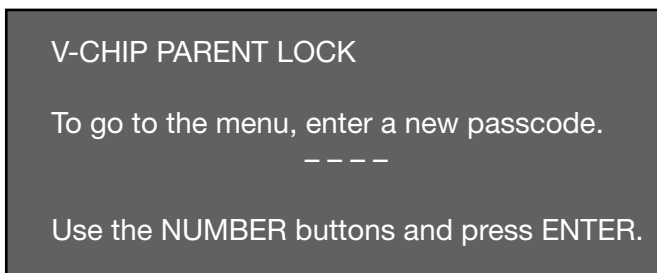 V-CHIP PARENT LOCK
To go to the menu, enter a new passcode.
– – – –
Use the NUMBER buttons and press ENTER.